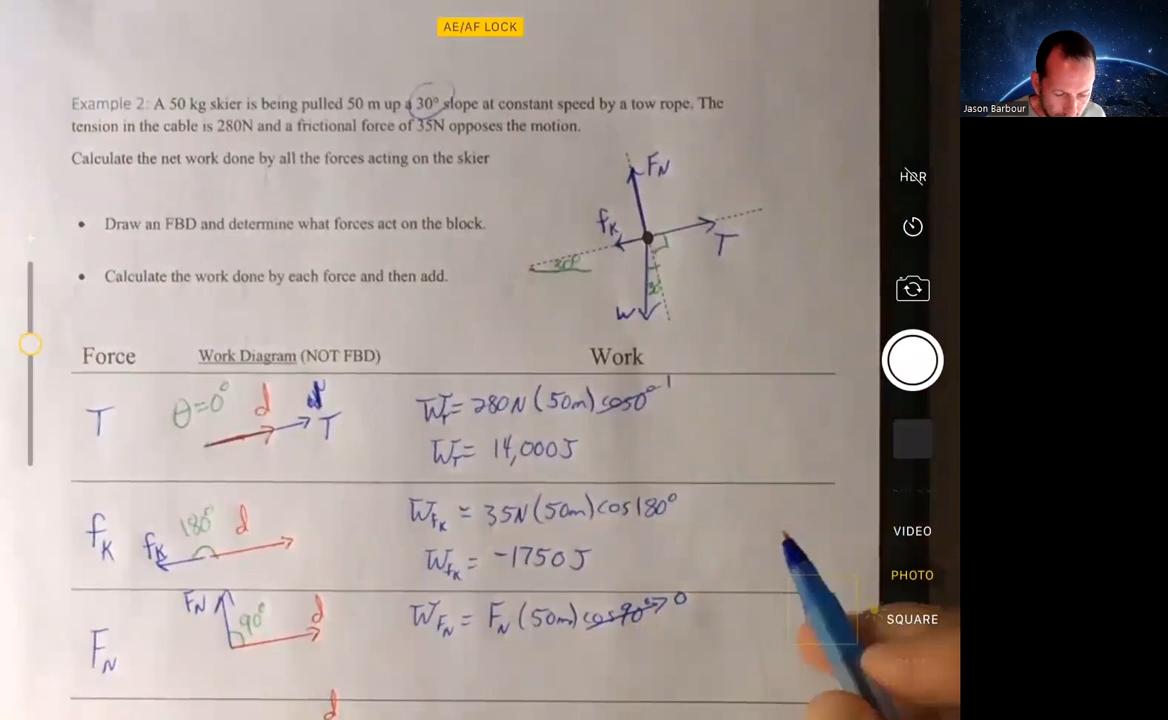 AE/AF LOCK
Jason Barbour
HDR
VIDEO
PHOTO
SQUARE
Example 2: A 50 kg skier is being pulled 50 m up a 30° slope at constant speed by a tow rope. The
tension in the cable is 280N and a frictional force of 35N opposes the motion.
Calculate the net work done by all the forces acting on the skier
• Draw an FBD and determine what forces act on the block.
• Calculate the work done by each force and then add.
FN
fK
T
30°
30°
W
Force Work Diagram (NOT FBD) Work
T θ=0° d T WT = 280N (50m) cos0° 1
WT = 14,000J
fK fK 180° d WfK = 35N (50m) cos180°
WfK = -1750J
FN FN 90° d WFN = FN (50m) cos90° → 0
d